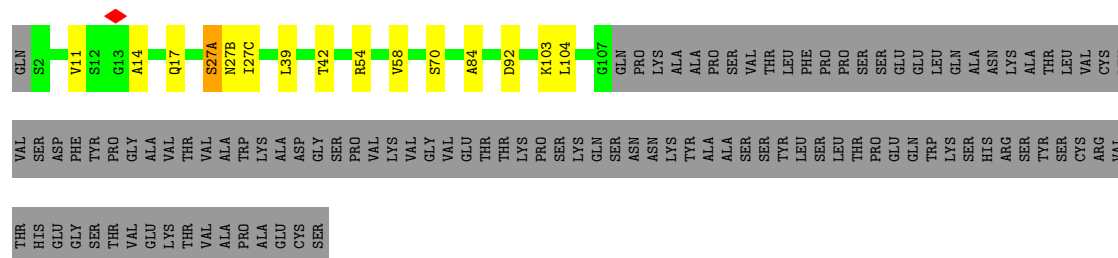 GLN S2 V11 S12 G13 A14 Q17 S27A N27B I27C L39 T42 R54 V58 S70 A84 D92 K103 L104 G107 GLN PRO LYS ALA ALA PRO SER VAL THR LEU PHE PRO PRO SER SER GLU GLU LEU GLN ALA ASN LYS ALA THR LEU VAL CYS
VAL SER ASP PHE TYR PRO GLY ALA VAL THR VAL ALA TRP LYS ALA ASP GLY SER PRO VAL LYS VAL GLY VAL GLU THR THR LYS PRO SER LYS GLN SER ASN ASN LYS TYR ALA ALA SER SER TYR LEU SER LEU THR PRO GLU GLN TRP LYS SER HIS ARG SER TYR SER CYS ARG VAL
THR HIS GLU GLY SER THR VAL GLU LYS THR VAL ALA PRO ALA GLU CYS SER